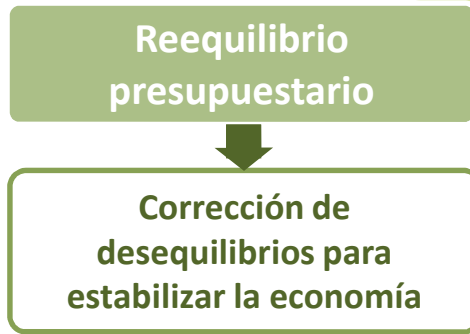 Reequilibrio
presupuestario
Corrección de
desequilibrios para
estabilizar la economía